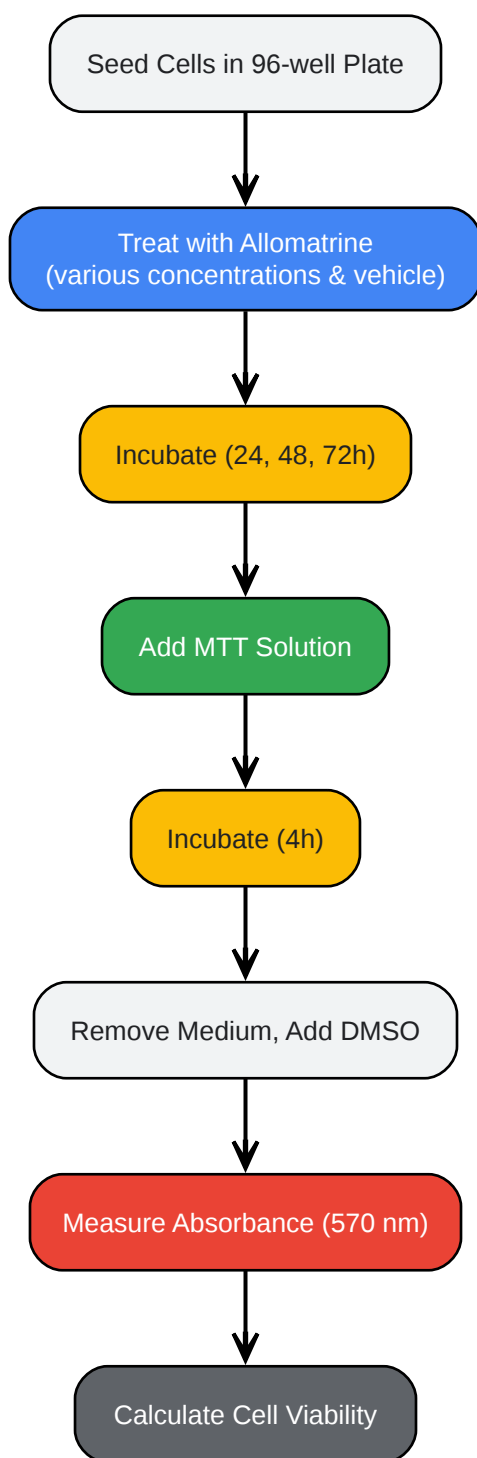 Seed Cells in 96-well Plate
Treat with Allomatrine
(various concentrations & vehicle)
Incubate (24, 48, 72h)
Add MTT Solution
Incubate (4h)
Remove Medium, Add DMSO
Measure Absorbance (570 nm)
Calculate Cell Viability